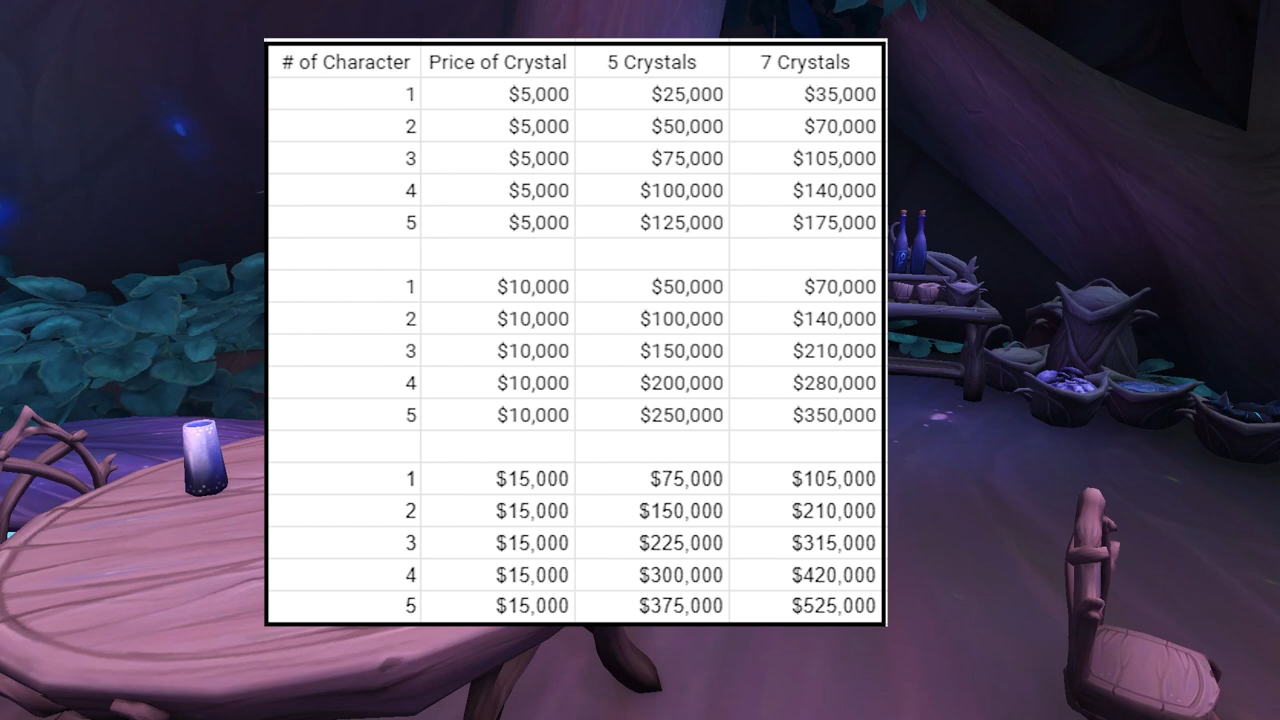 # of Character Price of Crystal 5 Crystals 7 Crystals
1 $5,000 $25,000 $35,000
2 $5,000 $50,000 $70,000
3 $5,000 $75,000 $105,000
4 $5,000 $100,000 $140,000
5 $5,000 $125,000 $175,000
1 $10,000 $50,000 $70,000
2 $10,000 $100,000 $140,000
3 $10,000 $150,000 $210,000
4 $10,000 $200,000 $280,000
5 $10,000 $250,000 $350,000
1 $15,000 $75,000 $105,000
2 $15,000 $150,000 $210,000
3 $15,000 $225,000 $315,000
4 $15,000 $300,000 $420,000
5 $15,000 $375,000 $525,000